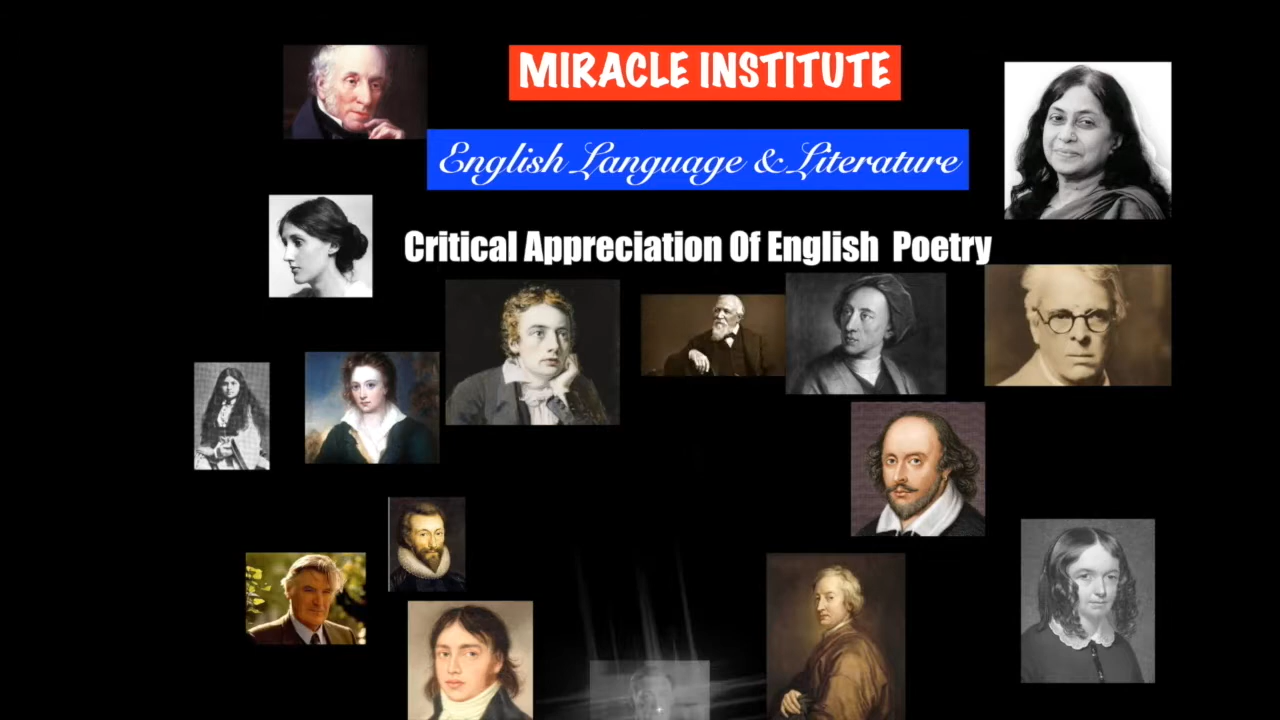 MIRACLE INSTITUTE
English Language & Literature
Critical Appreciation Of English Poetry